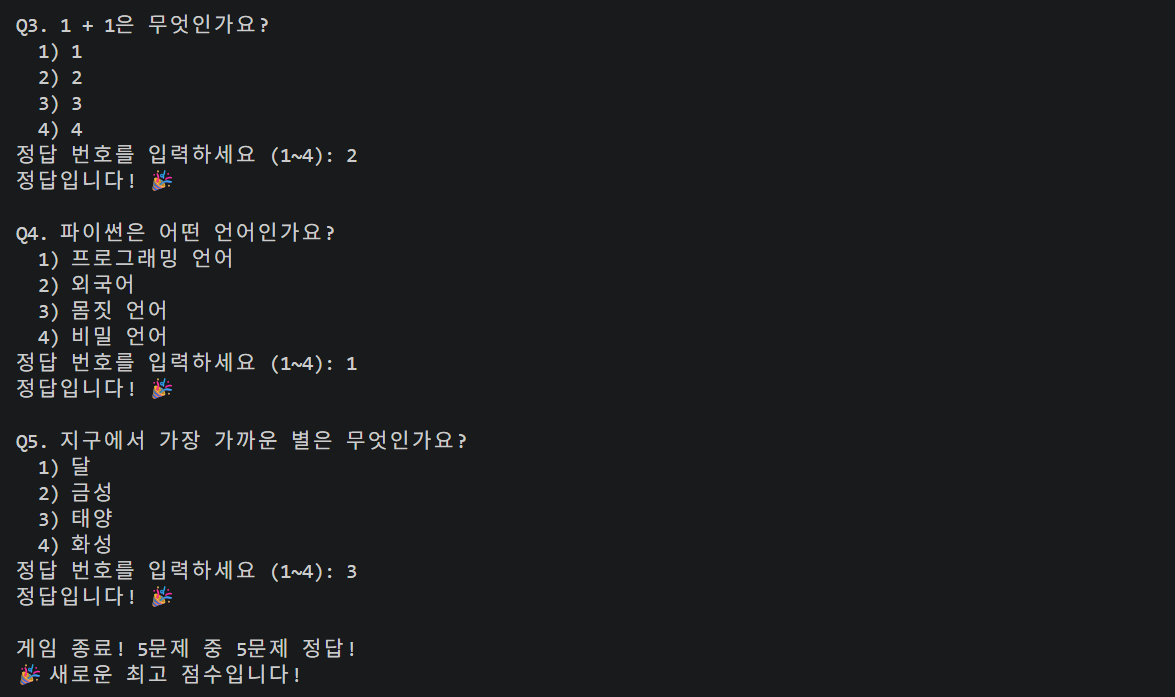 Q3. 1 + 1은 무엇인가요?
1) 1
2) 2
3) 3
4) 4
정답 번호를 입력하세요 (1~4): 2
정답입니다! 🎉
Q4. 파이썬은 어떤 언어인가요?
1) 프로그래밍 언어
2) 외국어
3) 몸짓 언어
4) 비밀 언어
정답 번호를 입력하세요 (1~4): 1
정답입니다! 🎉
Q5. 지구에서 가장 가까운 별은 무엇인가요?
1) 달
2) 금성
3) 태양
4) 화성
정답 번호를 입력하세요 (1~4): 3
정답입니다! 🎉
게임 종료! 5문제 중 5문제 정답!
🎉 새로운 최고 점수입니다!